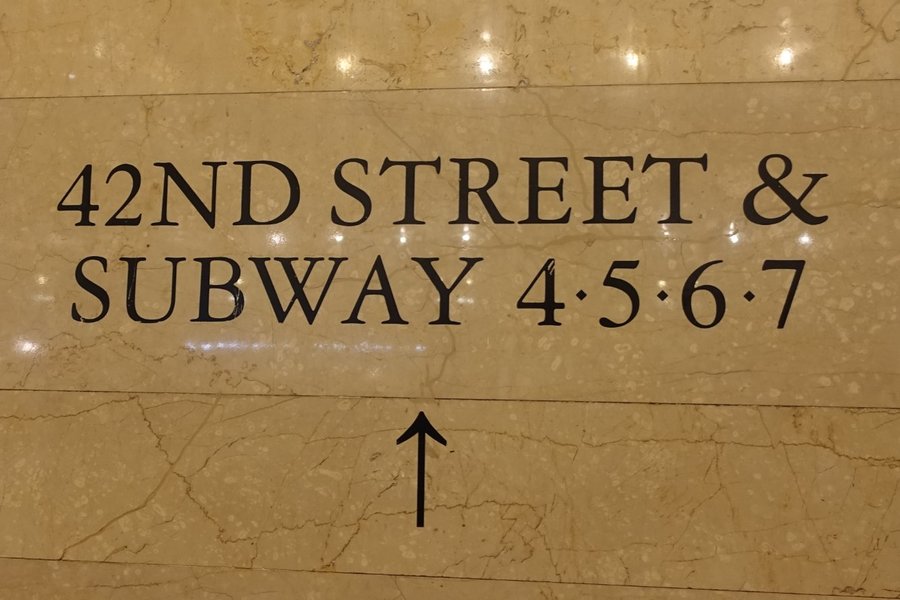 42ND STREET &
SUBWAY 4·5·6·7